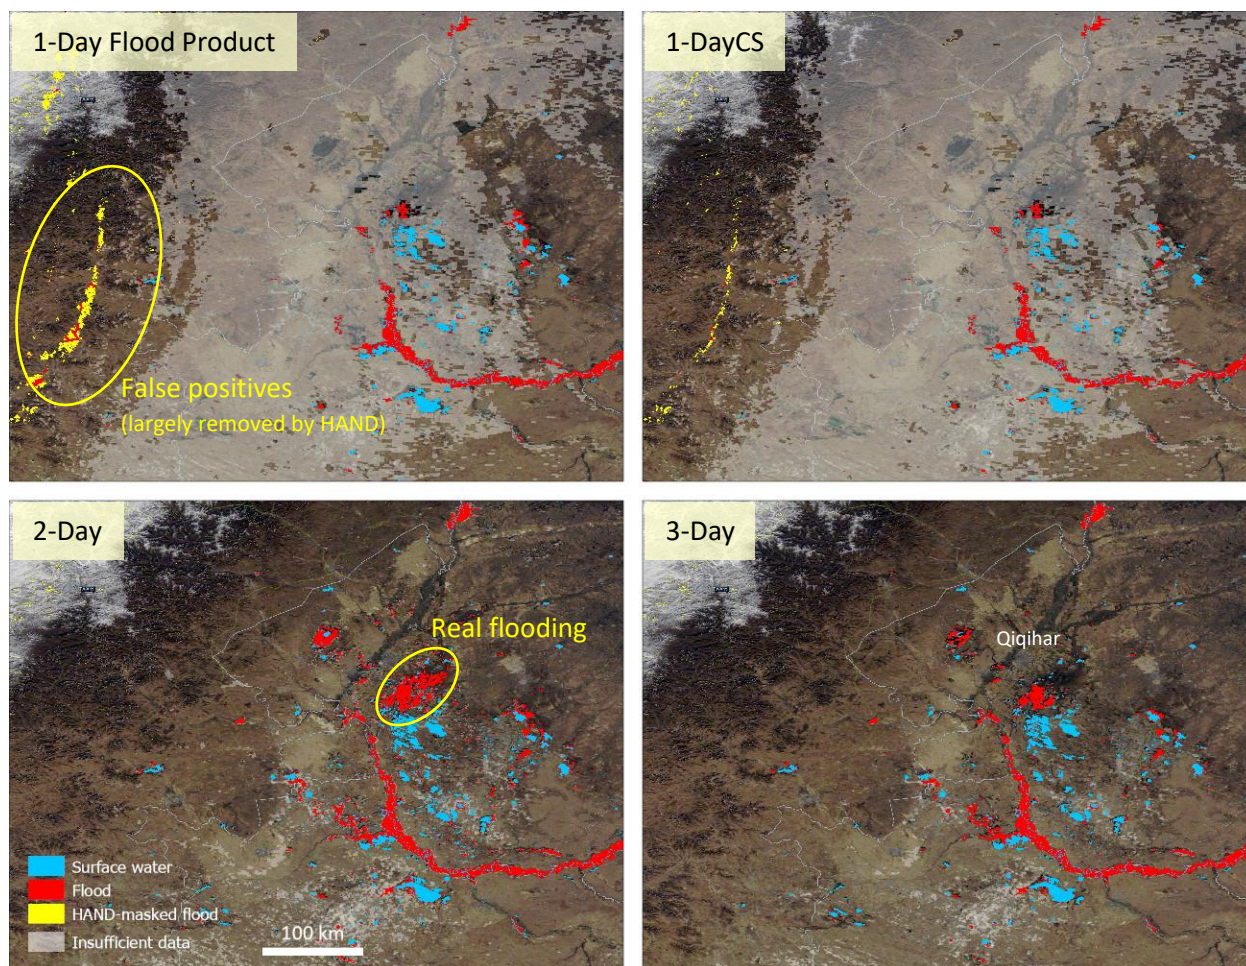 1-Day Flood Product
1-DayCS
False positives
(largely removed by HAND)
2-Day
3-Day
Real flooding
Qiqihar
Surface water
Flood
HAND-masked flood
Insufficient data
100 km